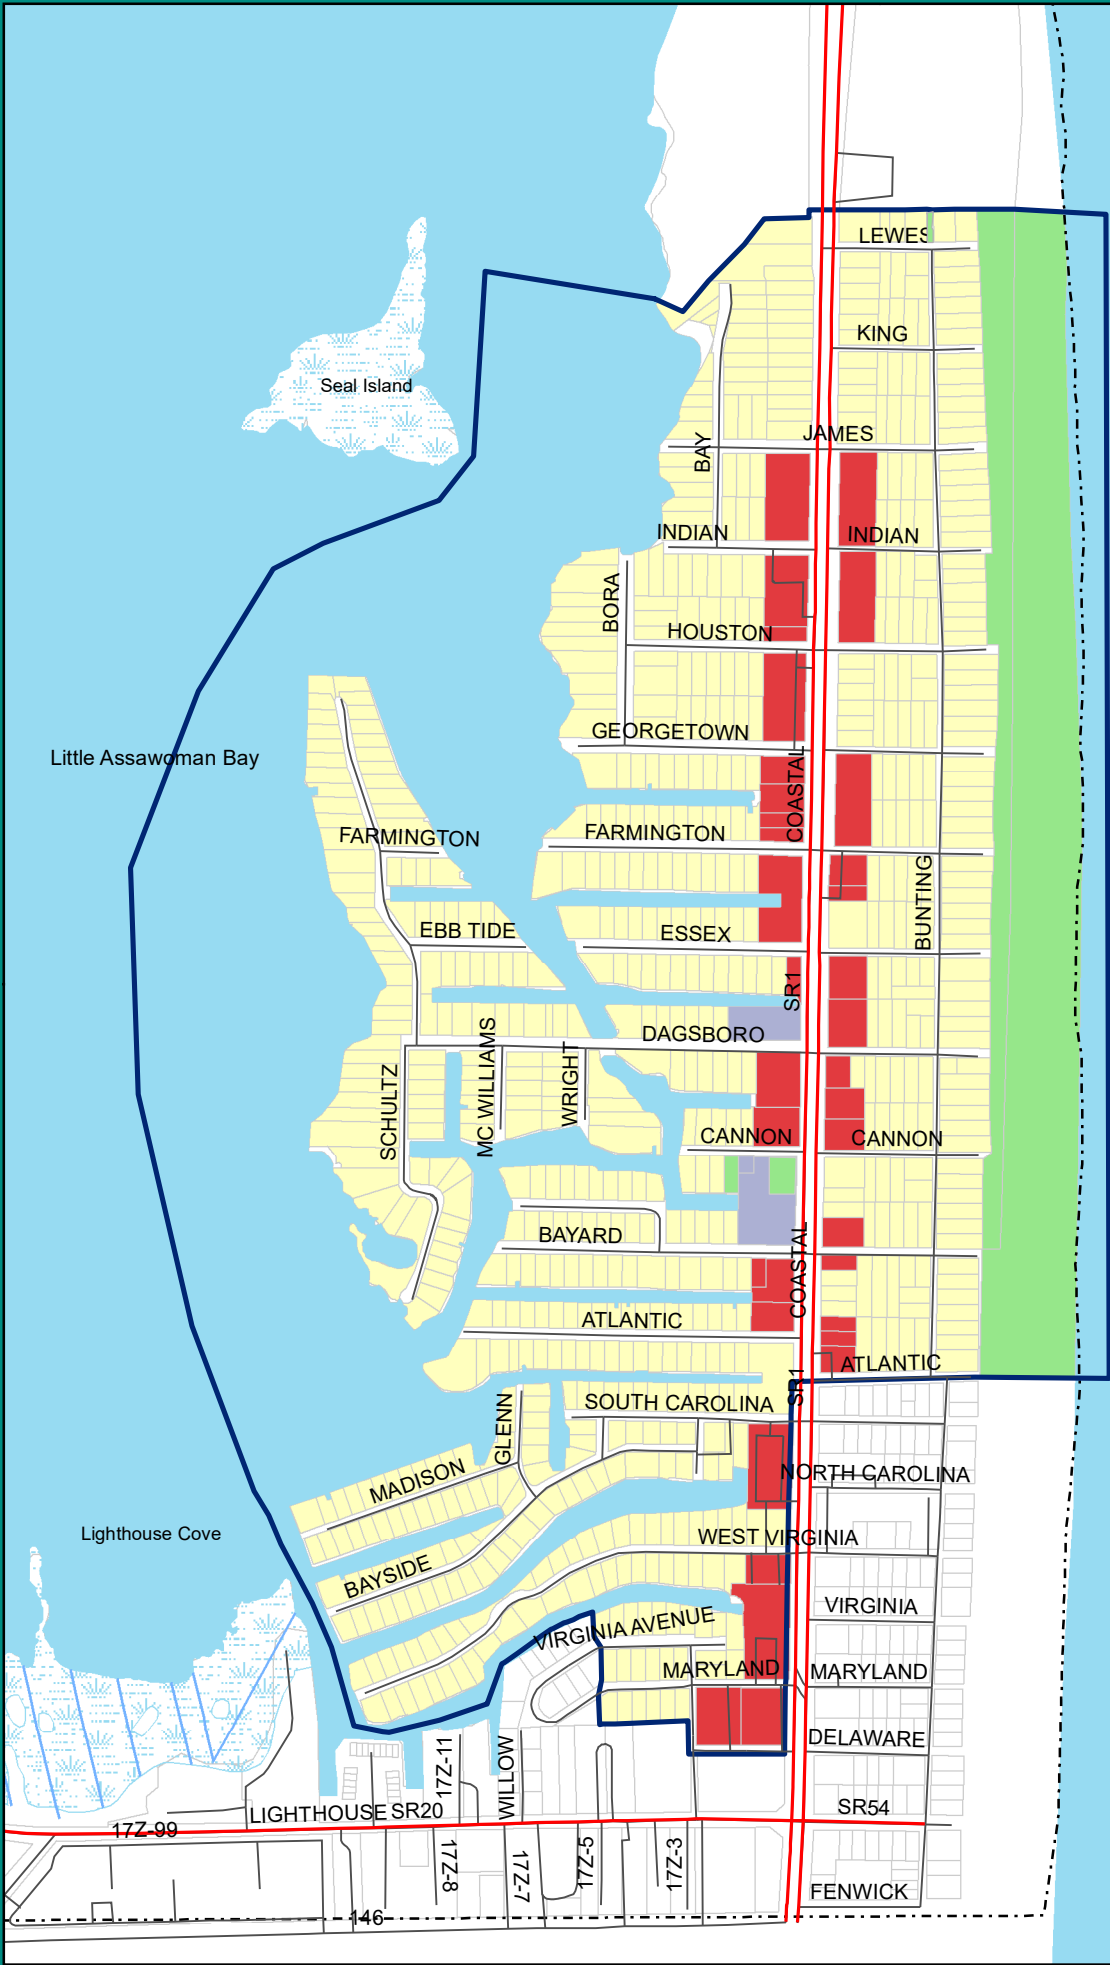 LEWES
KING
Seal Island
JAMES
BAY
INDIAN
INDIAN
BORA
HOUSTON
GEORGETOWN
Little Assawoman Bay
COASTAL
FARMINGTON
FARMINGTON
BUNTING
EBB TIDE
ESSEX
SR1
DAGSBORO
MC WILLIAMS
WRIGHT
SCHULTZ
CANNON
CANNON
BAYARD
COASTAL
ATLANTIC
ATLANTIC
SR1
SOUTH CAROLINA
GLENN
MADISON
NORTH CAROLINA
Lighthouse Cove
WEST VIRGINIA
BAYSIDE
VIRGINIA
VIRGINIA AVENUE
MARYLAND
MARYLAND
DELAWARE
17Z-11
WILLOW
LIGHTHOUSE SR20
SR54
17Z-99
17Z-8
17Z-7
17Z-5
17Z-3
FENWICK
146